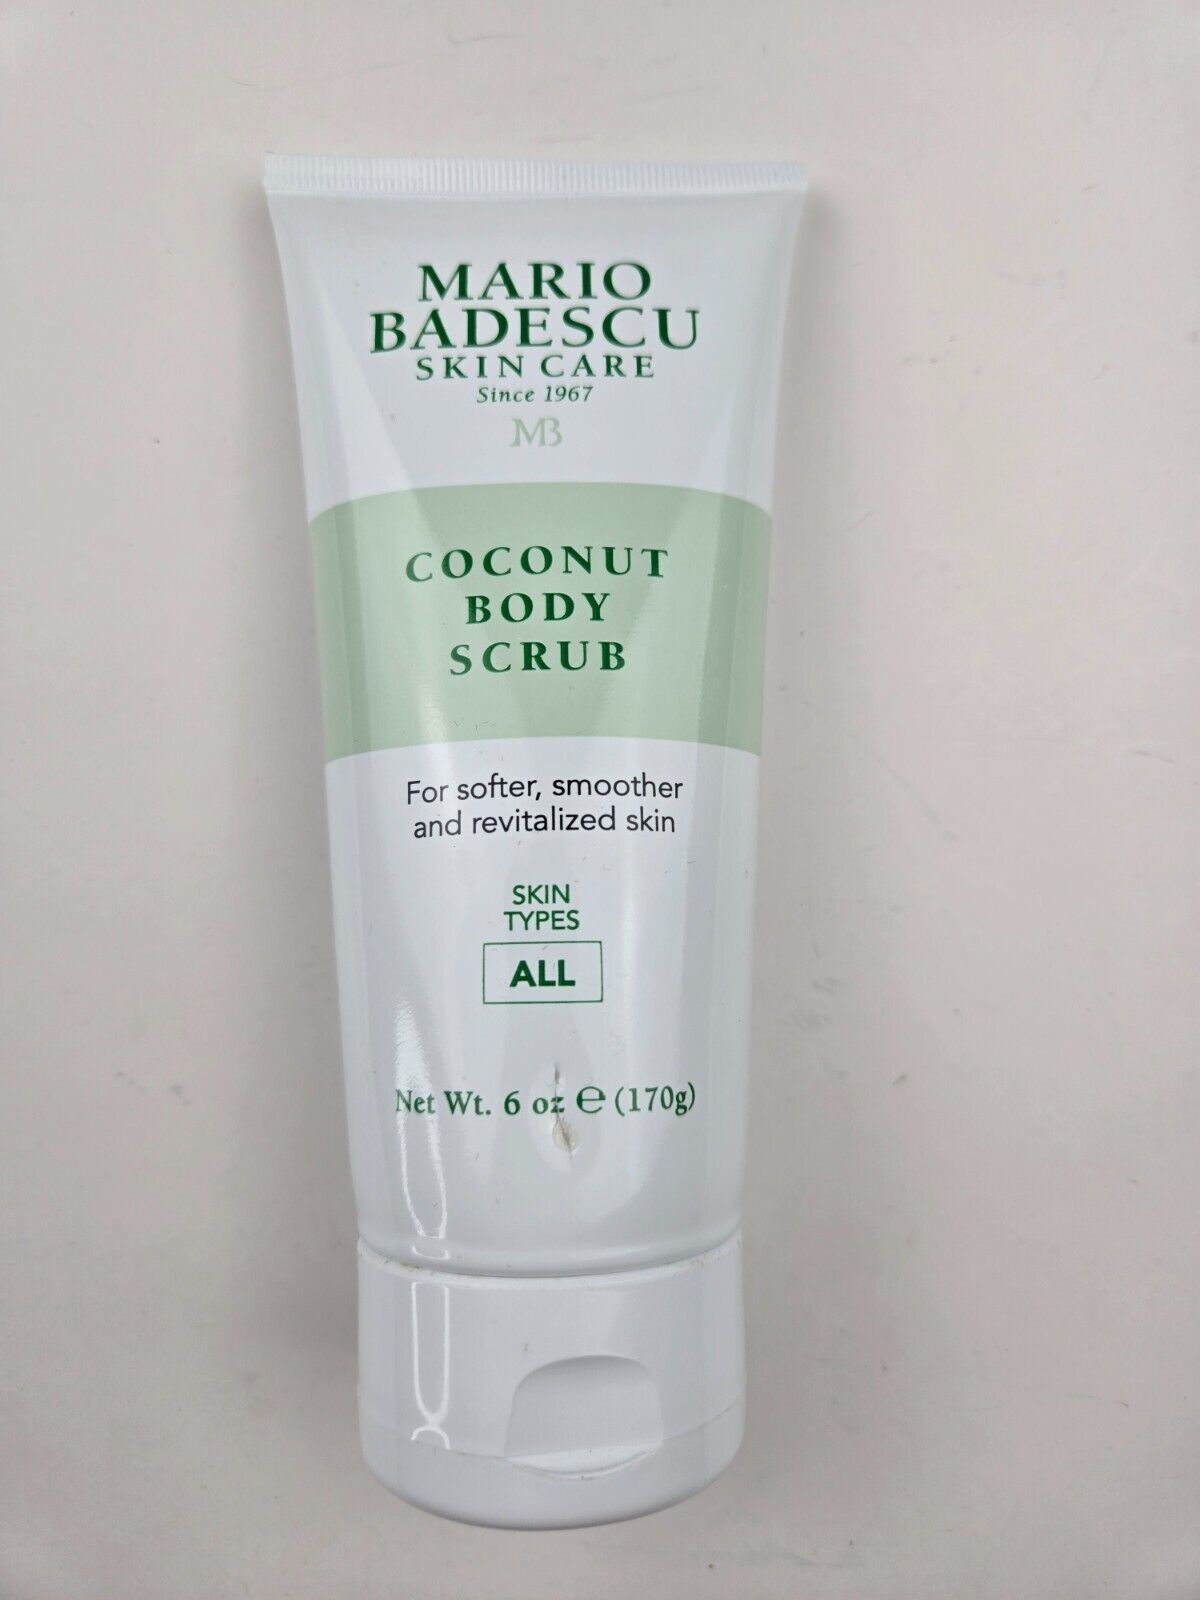 MARIO
BADESCU
SKIN CARE
Since 1967
MB
COCONUT
BODY
SCRUB
For softer, smoother
and revitalized skin
SKIN
TYPES
ALL
Net Wt. 6 oz ℮ (170g)